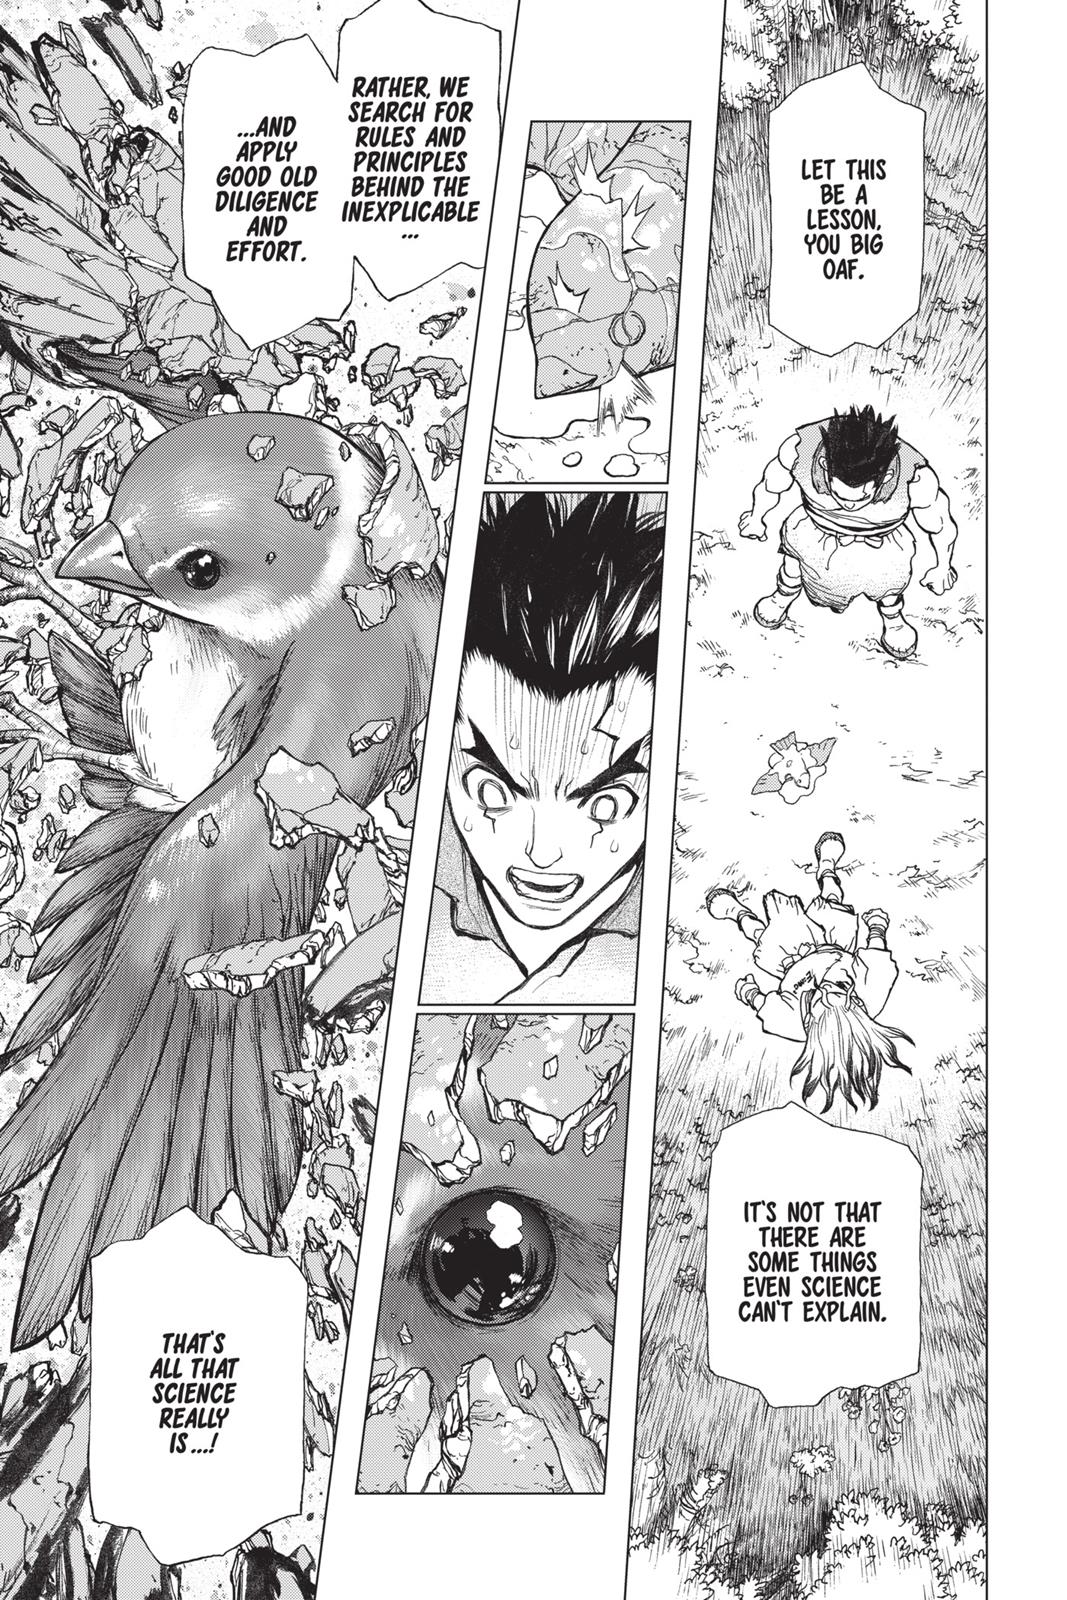 LET THIS
BE A
LESSON,
YOU BIG
OAF.
IT'S NOT THAT
THERE ARE
SOME THINGS
EVEN SCIENCE
CAN'T EXPLAIN.
RATHER, WE
SEARCH FOR
RULES AND
PRINCIPLES
BEHIND THE
INEXPLICABLE
...
...AND
APPLY
GOOD OLD
DILIGENCE
AND
EFFORT.
THAT'S
ALL THAT
SCIENCE
REALLY
IS...!